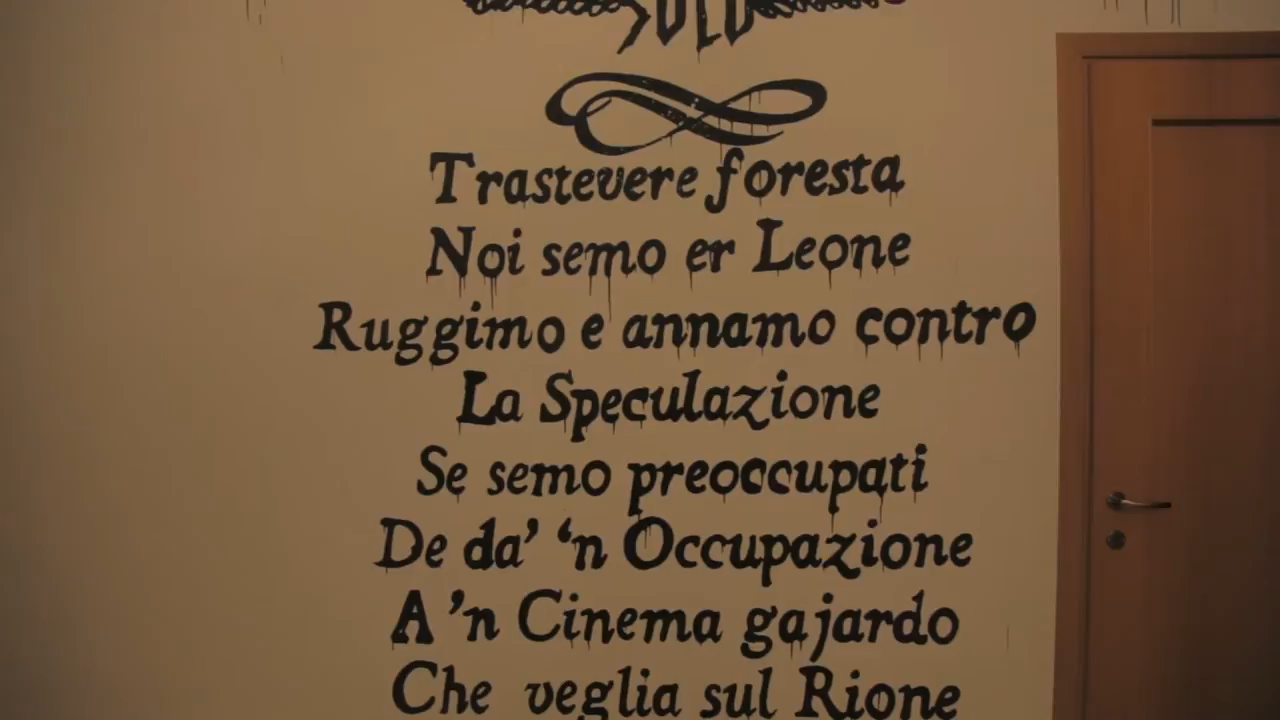 Trastevere foresta
Noi semo er Leone
Ruggimo e annamo contro
La Speculazione
Se semo preoccupati
De da' 'n Occupazione
A 'n Cinema gajardo
Che veglia sul Rione